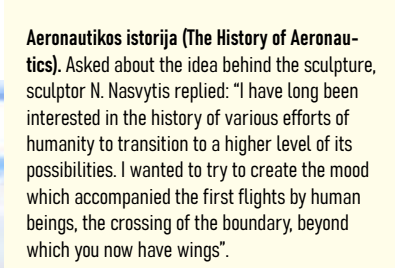 Aeronautikos istorija (The History of Aeronau-
tics). Asked about the idea behind the sculpture,
sculptor N. Nasvytis replied: “I have long been
interested in the history of various efforts of
humanity to transition to a higher level of its
possibilities. I wanted to try to create the mood
which accompanied the first flights by human
beings, the crossing of the boundary, beyond
which you now have wings”.